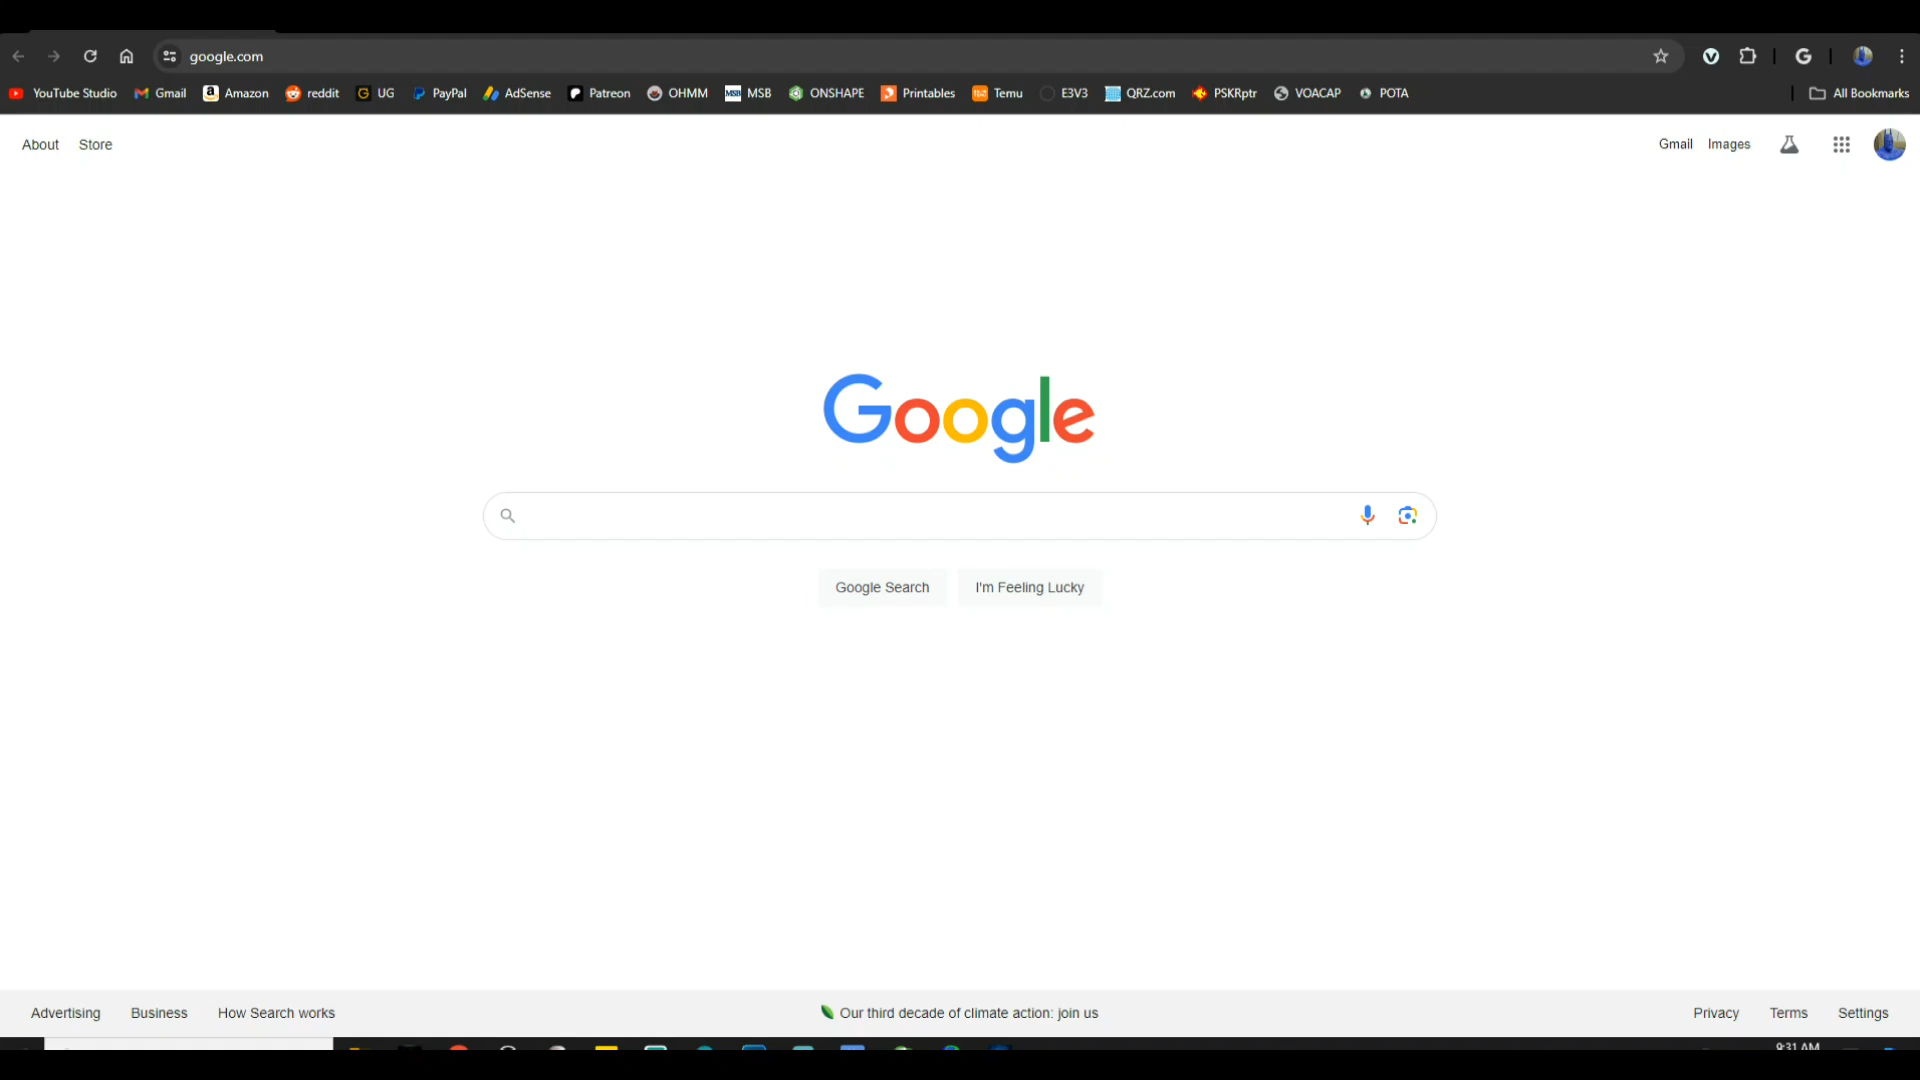 google.com
YouTube Studio Gmail Amazon reddit UG PayPal AdSense Patreon OHMM MSB ONSHAPE Printables Temu E3V3 QRZ.com PSKRptr VOACAP POTA All Bookmarks
About Store Gmail Images
Google
Google Search I'm Feeling Lucky
Advertising Business How Search works Our third decade of climate action: join us Privacy Terms Settings
9:31 AM